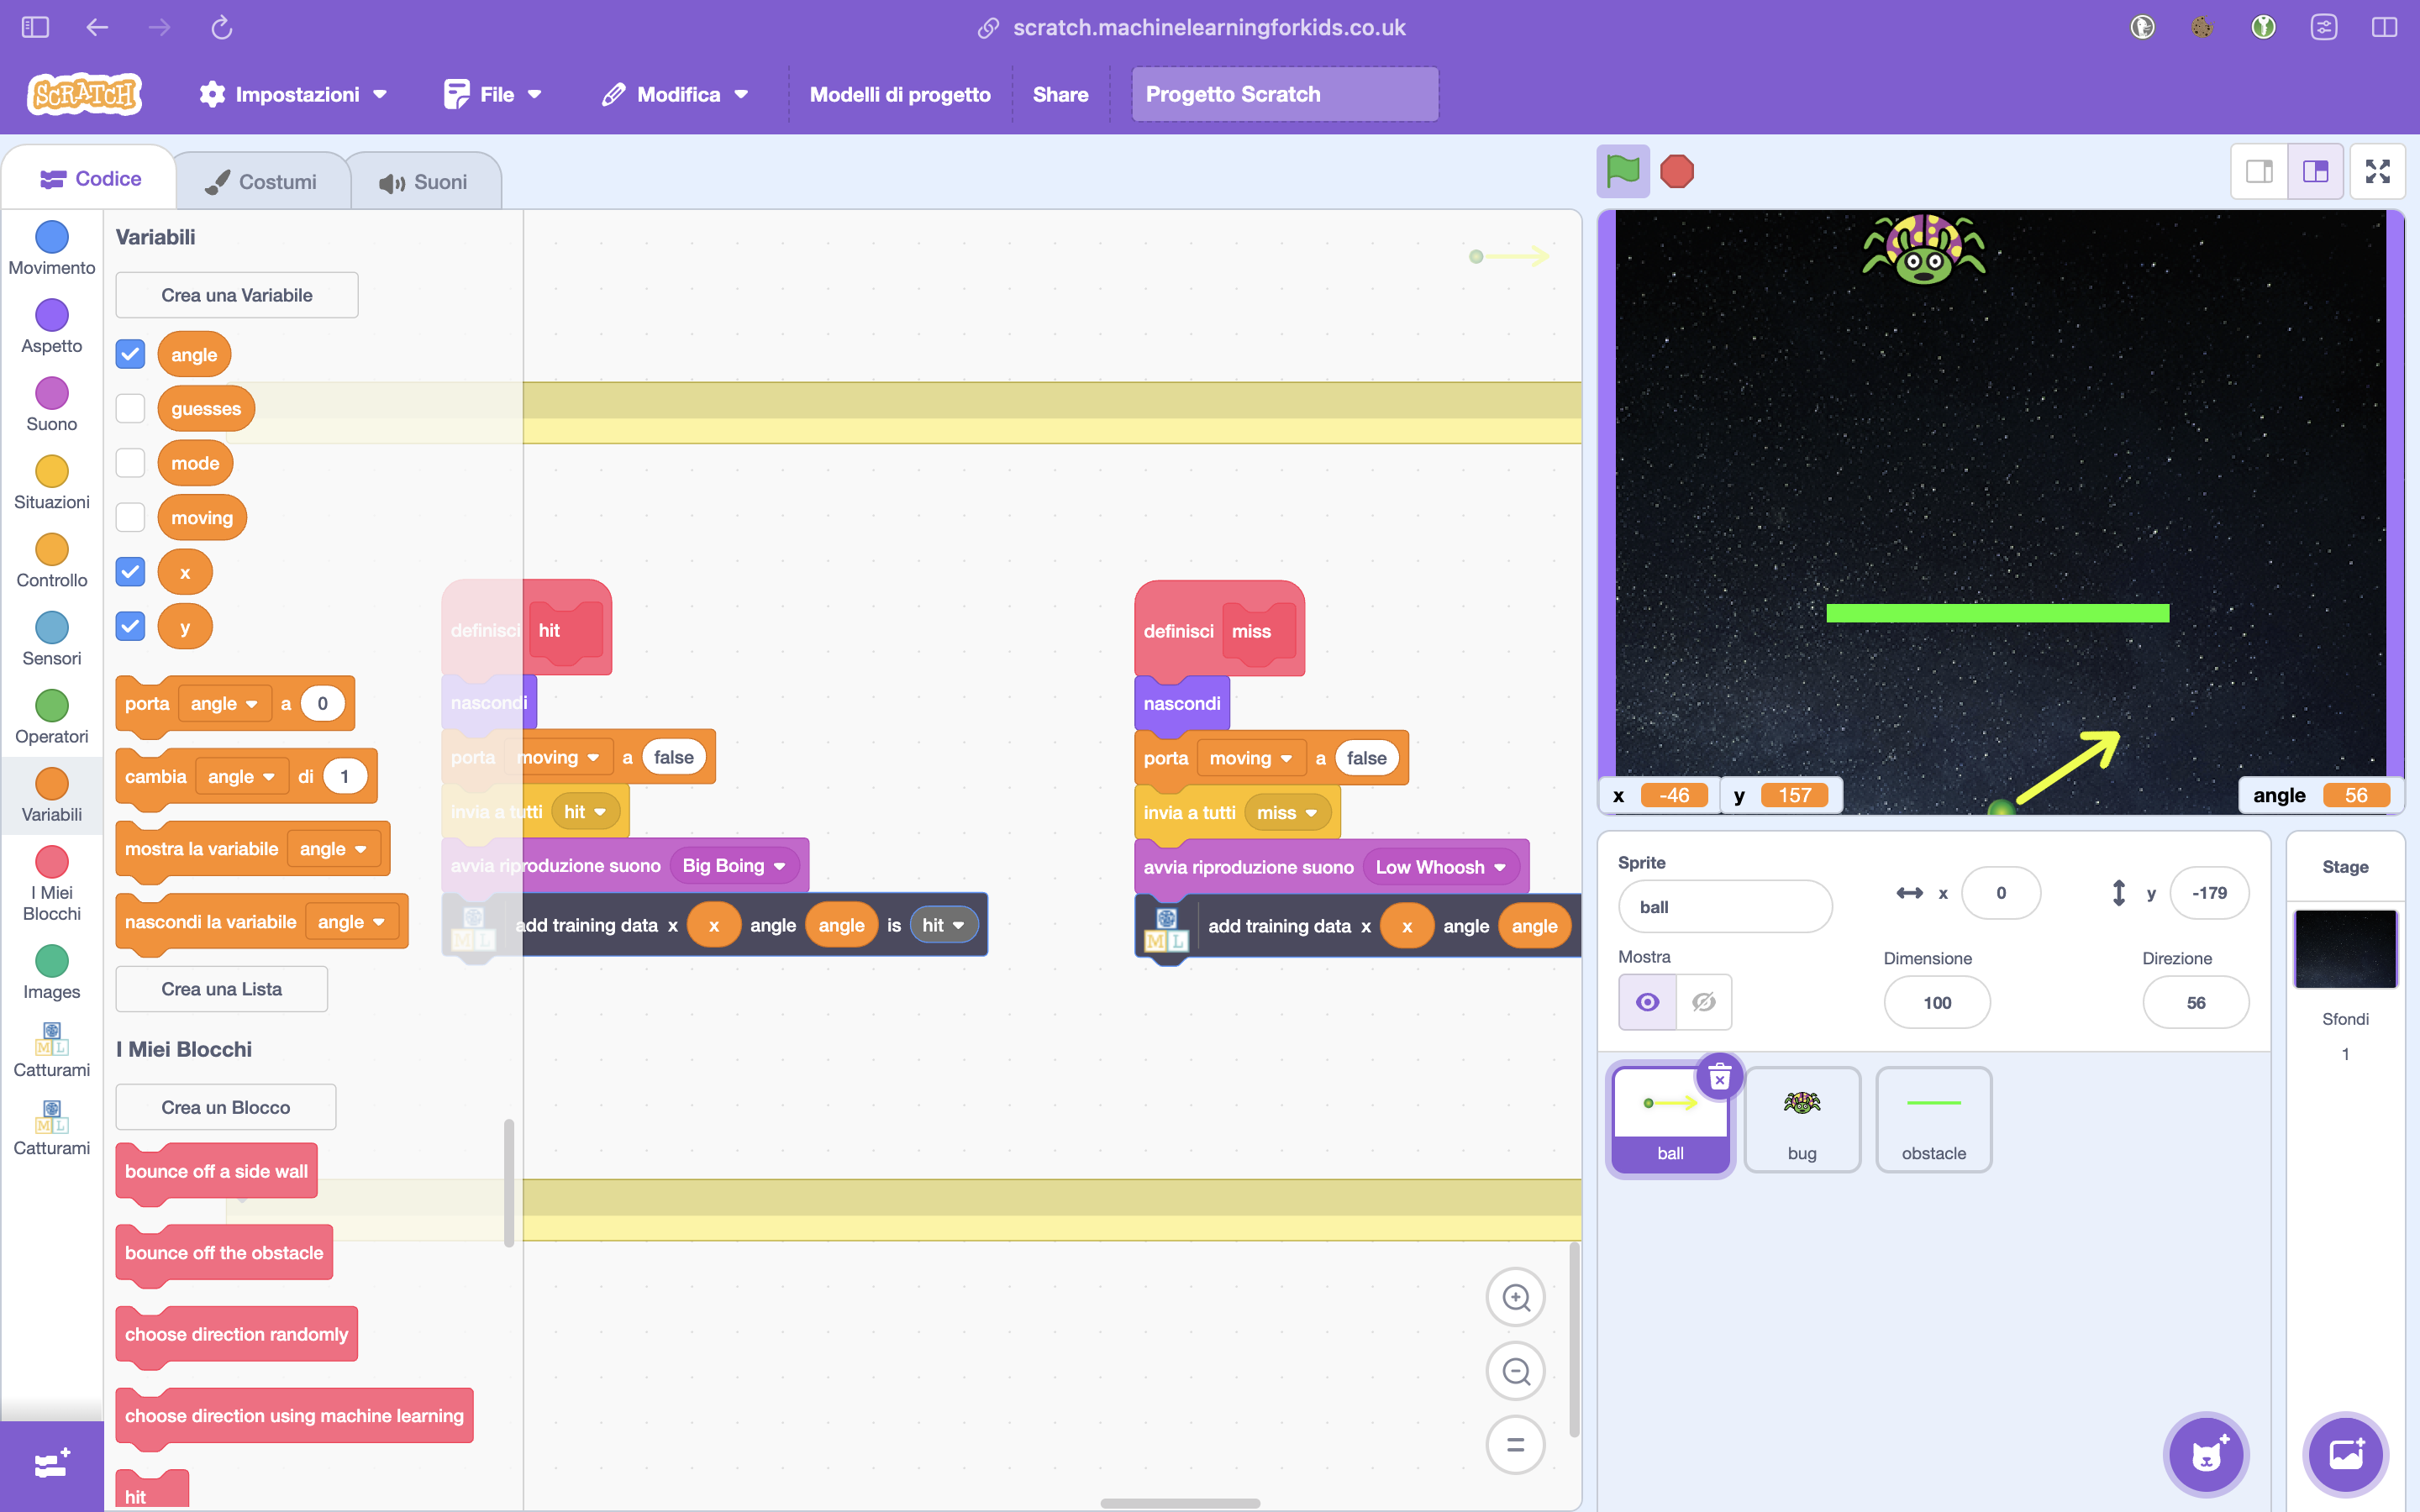 scratch.machinelearningforkids.co.uk
SCRATCH
Impostazioni
File
Modifica
Modelli di progetto
Share
Progetto Scratch
Codice
Costumi
Suoni
Movimento
Aspetto
Suono
Situazioni
Controllo
Sensori
Operatori
Variabili
I Miei
Blocchi
Images
M L
Catturami
M L
Catturami
Variabili
Crea una Variabile
angle
guesses
mode
moving
x
y
porta angle a 0
cambia angle di 1
mostra la variabile angle
nascondi la variabile angle
Crea una Lista
I Miei Blocchi
Crea un Blocco
bounce off a side wall
bounce off the obstacle
choose direction randomly
choose direction using machine learning
hit
definisci hit
nascondi
porta moving a false
invia a tutti hit
avvia riproduzione suono Big Boing
M L add training data x x angle angle is hit
definisci miss
nascondi
porta moving a false
invia a tutti miss
avvia riproduzione suono Low Whoosh
M L add training data x x angle angle
x -46 y 157 angle 56
Sprite
ball
x 0
y -179
Mostra
Dimensione
100
Direzione
56
ball
bug
obstacle
Stage
Sfondi
1